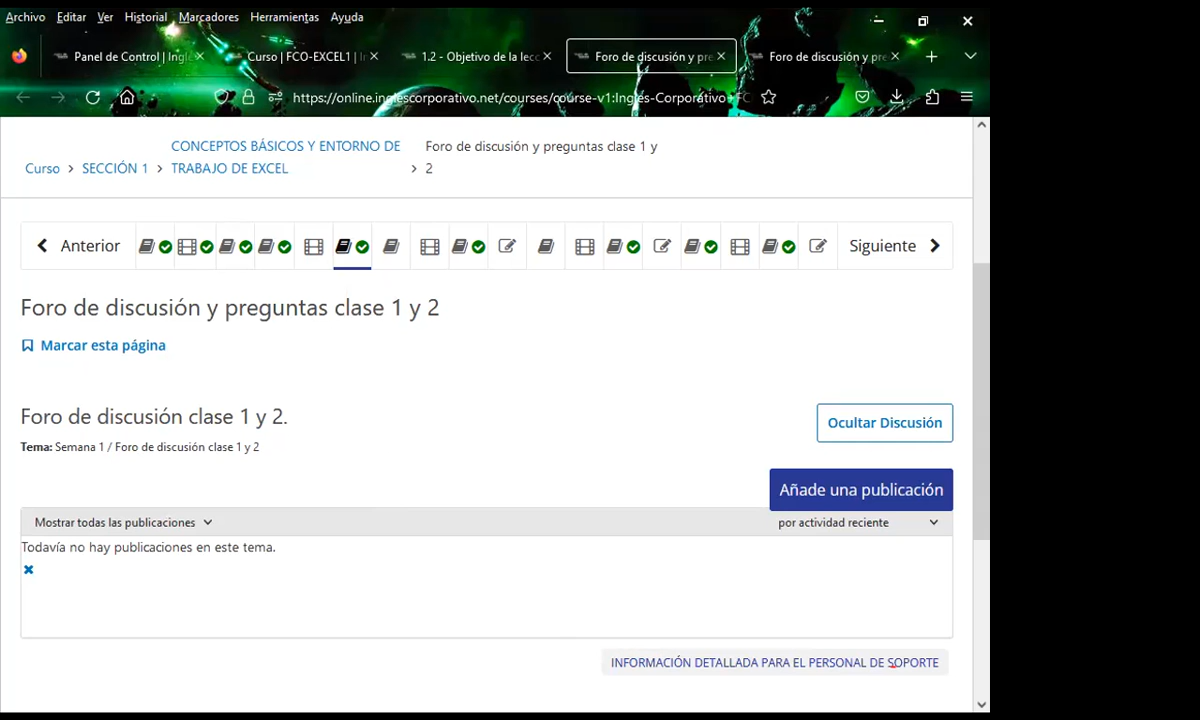 Archivo Editar Ver Historial Marcadores Herramientas Ayuda
Panel de Control | Ingle
Curso | FCO-EXCEL1 | I
1.2 - Objetivo de la lecc
Foro de discusión y pre
Foro de discusión y pre
https://online.inglescorporativo.net/courses/course-v1:Ingles-Corporativo+FC
Curso > SECCIÓN 1 > CONCEPTOS BÁSICOS Y ENTORNO DE TRABAJO DE EXCEL > Foro de discusión y preguntas clase 1 y 2
Anterior
Siguiente
Foro de discusión y preguntas clase 1 y 2
Marcar esta página
Foro de discusión clase 1 y 2.
Ocultar Discusión
Tema: Semana 1 / Foro de discusión clase 1 y 2
Añade una publicación
Mostrar todas las publicaciones
por actividad reciente
Todavía no hay publicaciones en este tema.
INFORMACIÓN DETALLADA PARA EL PERSONAL DE SOPORTE